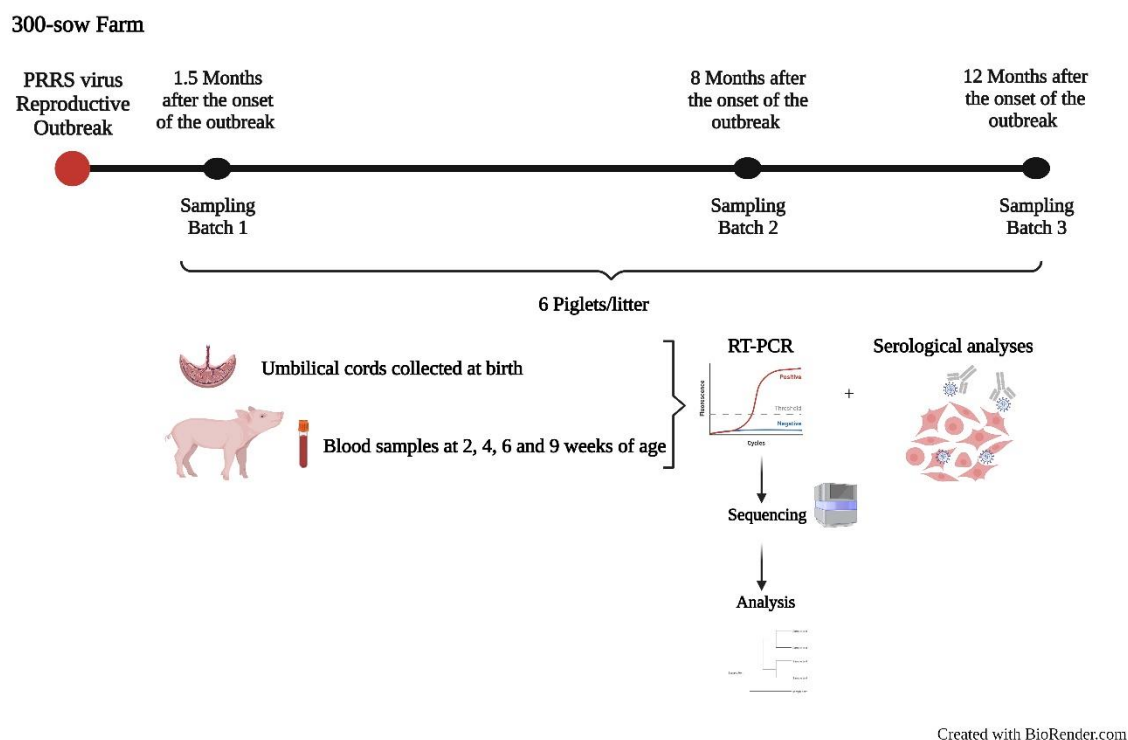 300-sow Farm
PRRS virus
Reproductive
Outbreak
1.5 Months
after the onset
of the outbreak
8 Months after
the onset of the
outbreak
12 Months after
the onset of the
outbreak
Sampling
Batch 1
Sampling
Batch 2
Sampling
Batch 3
6 Piglets/litter
Umbilical cords collected at birth
Blood samples at 2, 4, 6 and 9 weeks of age
RT-PCR
Fluorescence
Positive
Threshold
Negative
Cycles
+
Serological analyses
Sequencing
Analysis
Created with BioRender.com